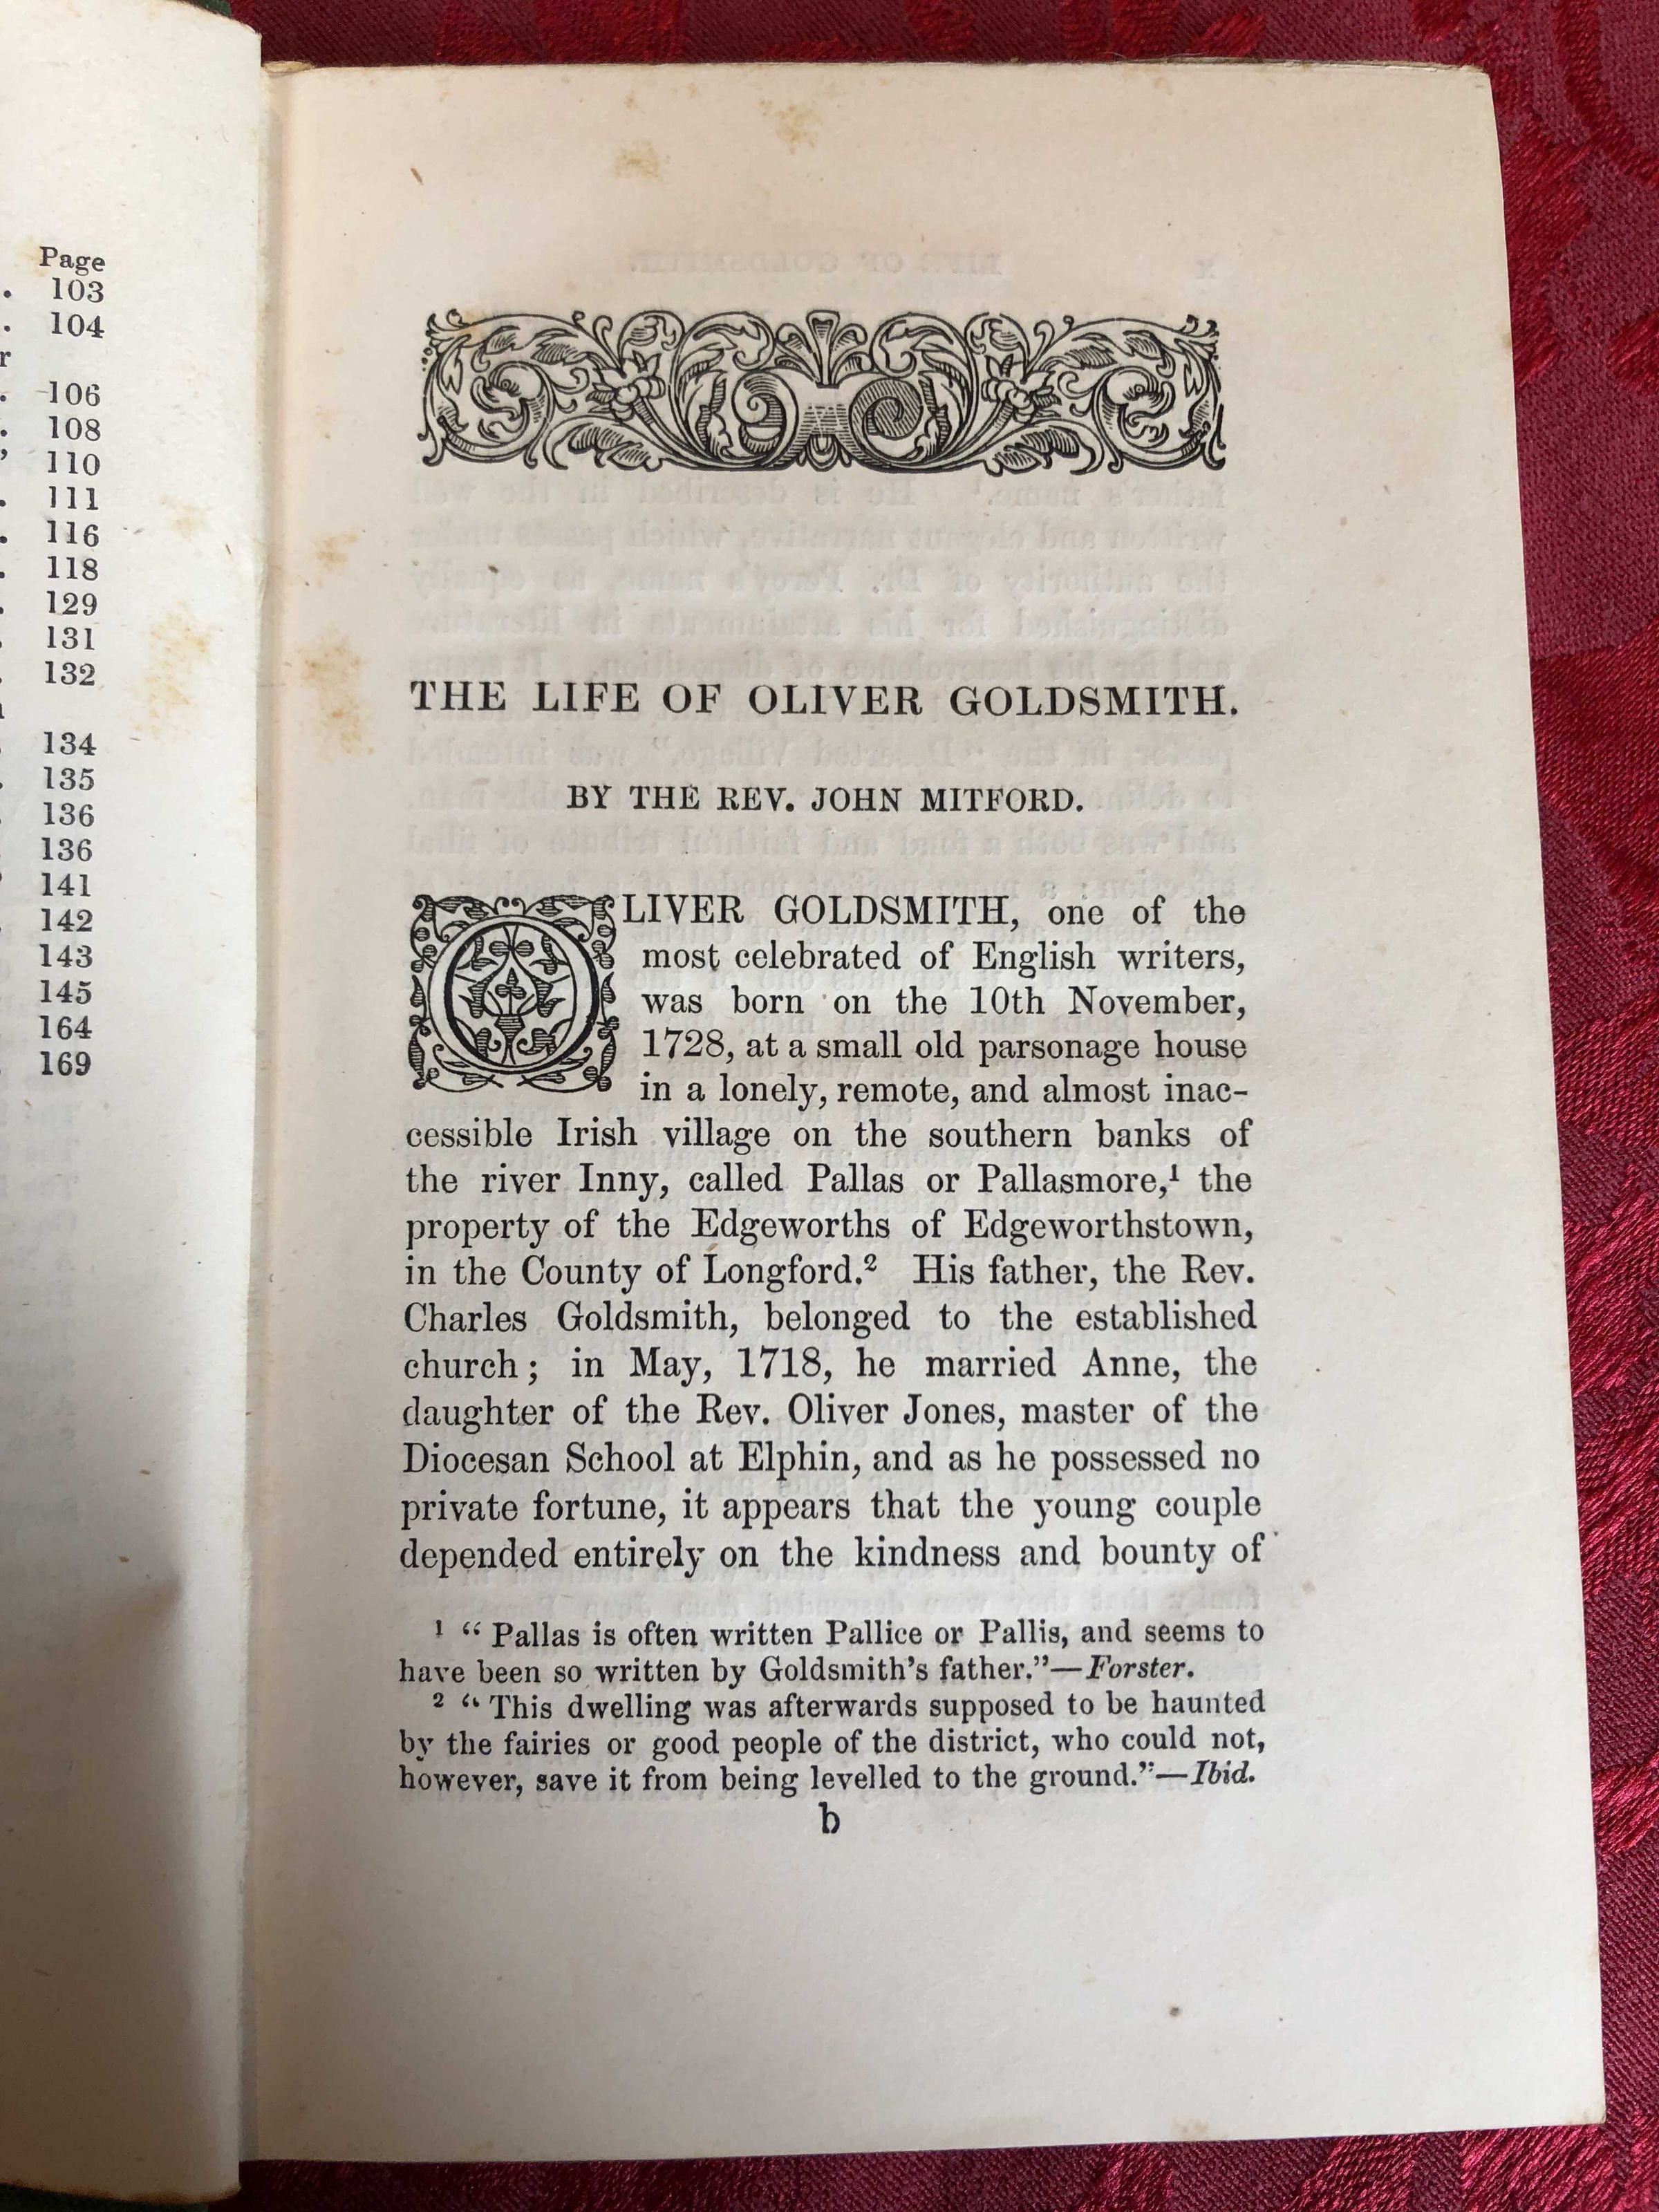 Page
. 103
. 104
r
. 106
. 108
” 110
. 111
. 116
. 118
. 129
. 131
. 132
134
. 135
136
136
141
142
143
145
164
169
THE LIFE OF OLIVER GOLDSMITH.
BY THE REV. JOHN MITFORD.
OLIVER GOLDSMITH, one of the
most celebrated of English writers,
was born on the 10th November,
1728, at a small old parsonage house
in a lonely, remote, and almost inac-
cessible Irish village on the southern banks of
the river Inny, called Pallas or Pallasmore,¹ the
property of the Edgeworths of Edgeworthstown,
in the County of Longford.² His father, the Rev.
Charles Goldsmith, belonged to the established
church; in May, 1718, he married Anne, the
daughter of the Rev. Oliver Jones, master of the
Diocesan School at Elphin, and as he possessed no
private fortune, it appears that the young couple
depended entirely on the kindness and bounty of
¹ “ Pallas is often written Pallice or Pallis, and seems to
have been so written by Goldsmith’s father.”—Forster.
² “ This dwelling was afterwards supposed to be haunted
by the fairies or good people of the district, who could not,
however, save it from being levelled to the ground.”—Ibid.
b